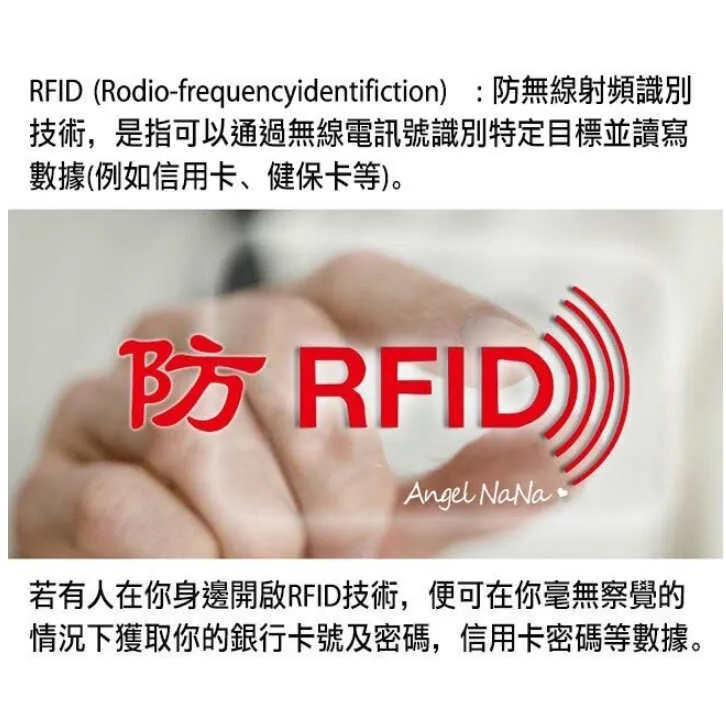 RFID (Rodio-frequencyidentifiction) : 防無線射頻識別
技術，是指可以通過無線電訊號識別特定目標並讀寫
數據(例如信用卡、健保卡等)。
防 RFID
Angel NaNa
若有人在你身邊開啟RFID技術，便可在你毫無察覺的
情況下獲取你的銀行卡號及密碼，信用卡密碼等數據。